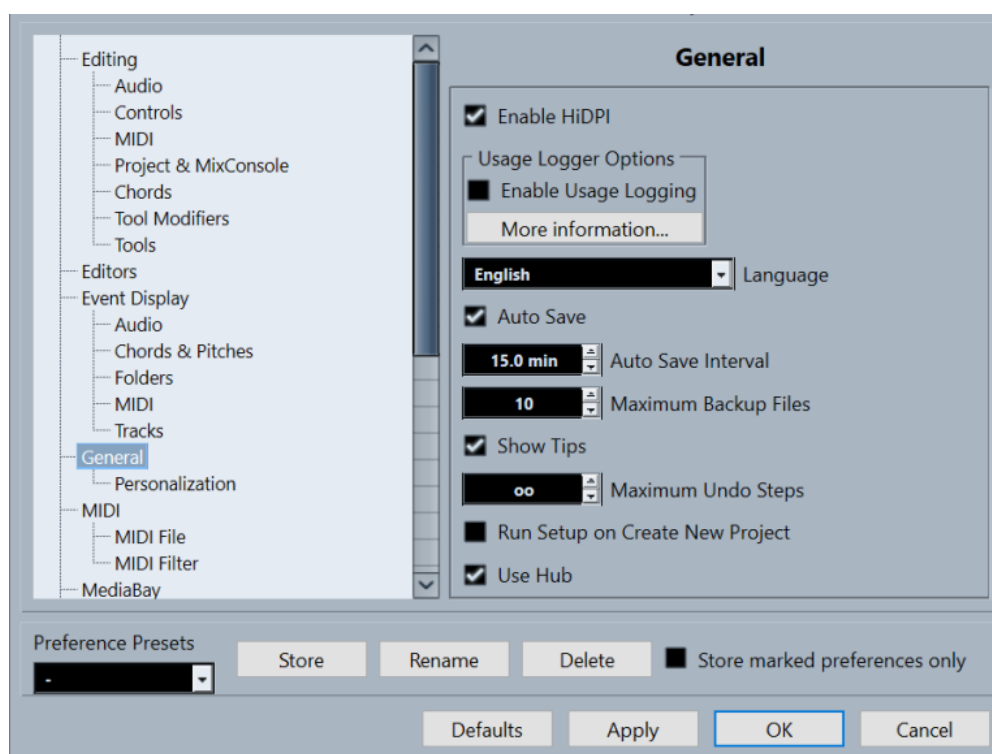 Editing
Audio
Controls
MIDI
Project & MixConsole
Chords
Tool Modifiers
Tools
Editors
Event Display
Audio
Chords & Pitches
Folders
MIDI
Tracks
General
Personalization
MIDI
MIDI File
MIDI Filter
MediaBay
General
Enable HiDPI
Usage Logger Options
Enable Usage Logging
More information...
English Language
Auto Save
15.0 min Auto Save Interval
10 Maximum Backup Files
Show Tips
oo Maximum Undo Steps
Run Setup on Create New Project
Use Hub
Preference Presets
-
Store Rename Delete Store marked preferences only
Defaults Apply OK Cancel